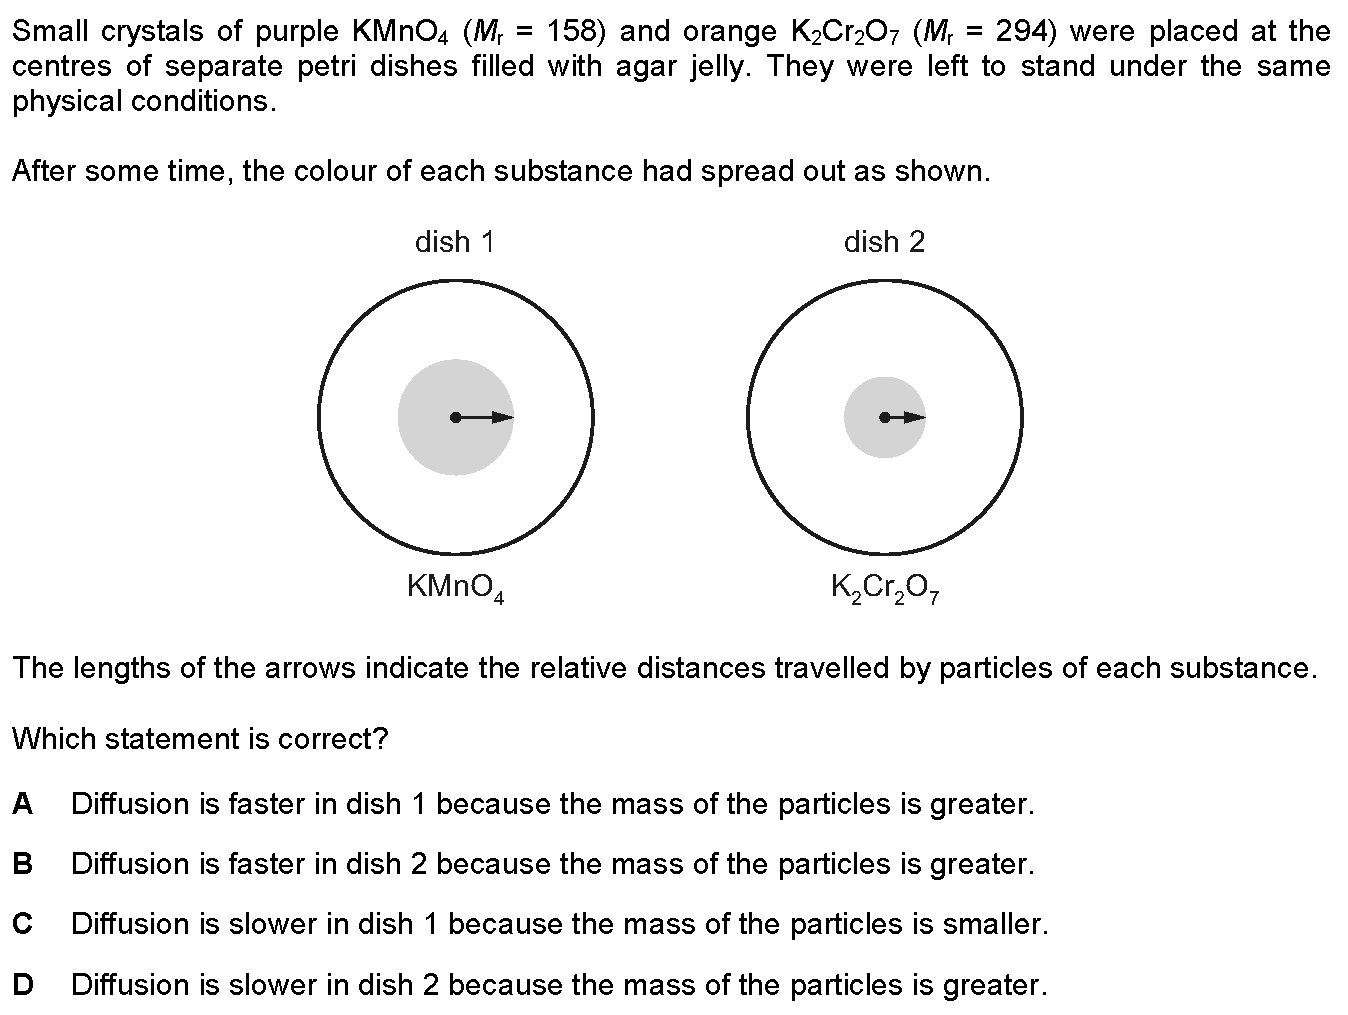 Small crystals of purple KMnO₄ (Mᵣ = 158) and orange K₂Cr₂O₇ (Mᵣ = 294) were placed at the
centres of separate petri dishes filled with agar jelly. They were left to stand under the same
physical conditions.
After some time, the colour of each substance had spread out as shown.
dish 1
dish 2
KMnO₄
K₂Cr₂O₇
The lengths of the arrows indicate the relative distances travelled by particles of each substance.
Which statement is correct?
A Diffusion is faster in dish 1 because the mass of the particles is greater.
B Diffusion is faster in dish 2 because the mass of the particles is greater.
C Diffusion is slower in dish 1 because the mass of the particles is smaller.
D Diffusion is slower in dish 2 because the mass of the particles is greater.